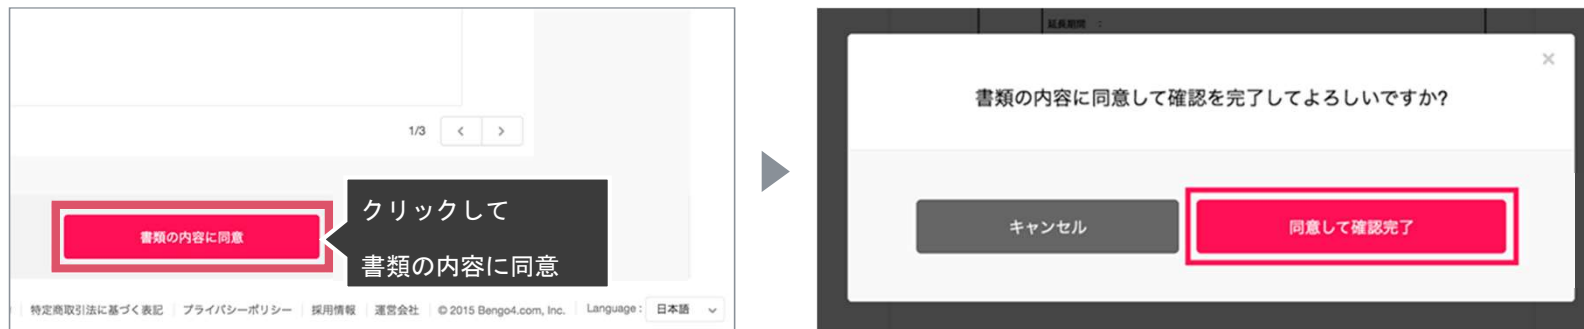 1/3
書類の内容に同意
クリックして
書類の内容に同意
特定商取引法に基づく表記 プライバシーポリシー 採用情報 運営会社 © 2015 Bengo4.com, Inc. Language : 日本語
延長期間 :
書類の内容に同意して確認を完了してよろしいですか?
キャンセル 同意して確認完了